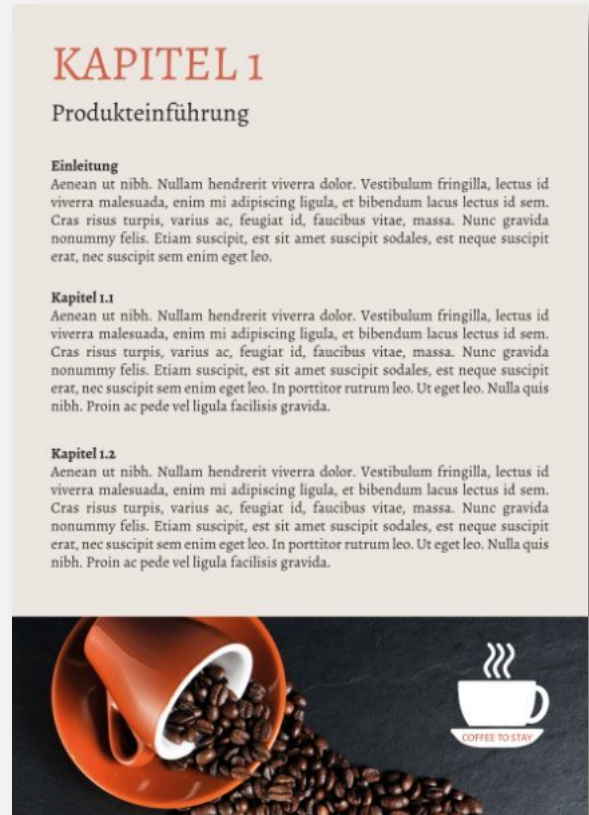 KAPITEL 1
Produkteinführung
Einleitung
Aenean ut nibh. Nullam hendrerit viverra dolor. Vestibulum fringilla, lectus id
viverra malesuada, enim mi adipiscing ligula, et bibendum lacus lectus id sem.
Cras risus turpis, varius ac, feugiat id, faucibus vitae, massa. Nunc gravida
nonummy felis. Etiam suscipit, est sit amet suscipit sodales, est neque suscipit
erat, nec suscipit sem enim eget leo.
Kapitel 1.1
Aenean ut nibh. Nullam hendrerit viverra dolor. Vestibulum fringilla, lectus id
viverra malesuada, enim mi adipiscing ligula, et bibendum lacus lectus id sem.
Cras risus turpis, varius ac, feugiat id, faucibus vitae, massa. Nunc gravida
nonummy felis. Etiam suscipit, est sit amet suscipit sodales, est neque suscipit
erat, nec suscipit sem enim eget leo. In porttitor rutrum leo. Ut eget leo. Nulla quis
nibh. Proin ac pede vel ligula facilisis gravida.
Kapitel 1.2
Aenean ut nibh. Nullam hendrerit viverra dolor. Vestibulum fringilla, lectus id
viverra malesuada, enim mi adipiscing ligula, et bibendum lacus lectus id sem.
Cras risus turpis, varius ac, feugiat id, faucibus vitae, massa. Nunc gravida
nonummy felis. Etiam suscipit, est sit amet suscipit sodales, est neque suscipit
erat, nec suscipit sem enim eget leo. In porttitor rutrum leo. Ut eget leo. Nulla quis
nibh. Proin ac pede vel ligula facilisis gravida.
COFFEE TO STAY